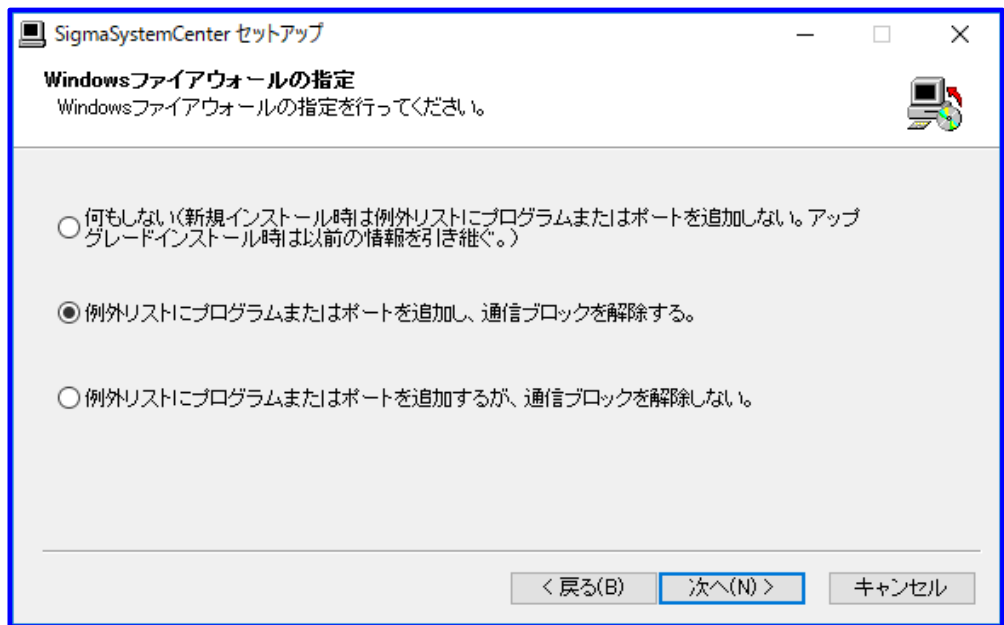 SigmaSystemCenter セットアップ
Windowsファイアウォールの指定
Windowsファイアウォールの指定を行ってください。
何もしない(新規インストール時は例外リストにプログラムまたはポートを追加しない。アップ
グレードインストール時は以前の情報を引き継ぐ。)
例外リストにプログラムまたはポートを追加し、通信ブロックを解除する。
例外リストにプログラムまたはポートを追加するが、通信ブロックを解除しない。
< 戻る(B) 次へ(N) > キャンセル